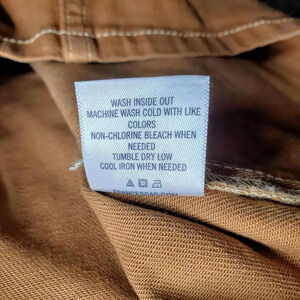 WASH INSIDE OUT
MACHINE WASH COLD WITH LIKE
COLORS
NON-CHLORINE BLEACH WHEN
NEEDED
TUMBLE DRY LOW
COOL IRON WHEN NEEDED